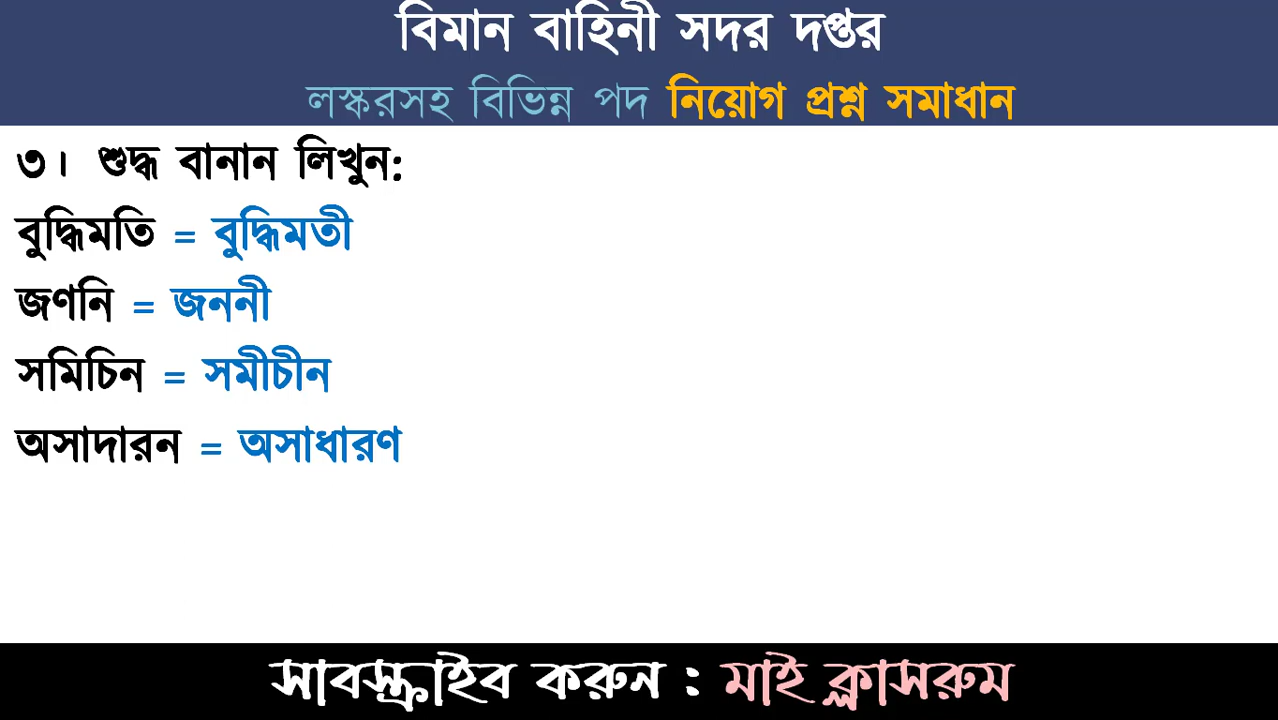 বিমান বাহিনী সদর দপ্তর
লস্করসহ বিভিন্ন পদ নিয়োগ প্রশ্ন সমাধান
৩। শুদ্ধ বানান লিখুন:
বুদ্ধিমতি = বুদ্ধিমতী
জণনি = জননী
সমিচিন = সমীচীন
অসাদারন = অসাধারণ
সাবস্ক্রাইব করুন : মাই ক্লাসরুম